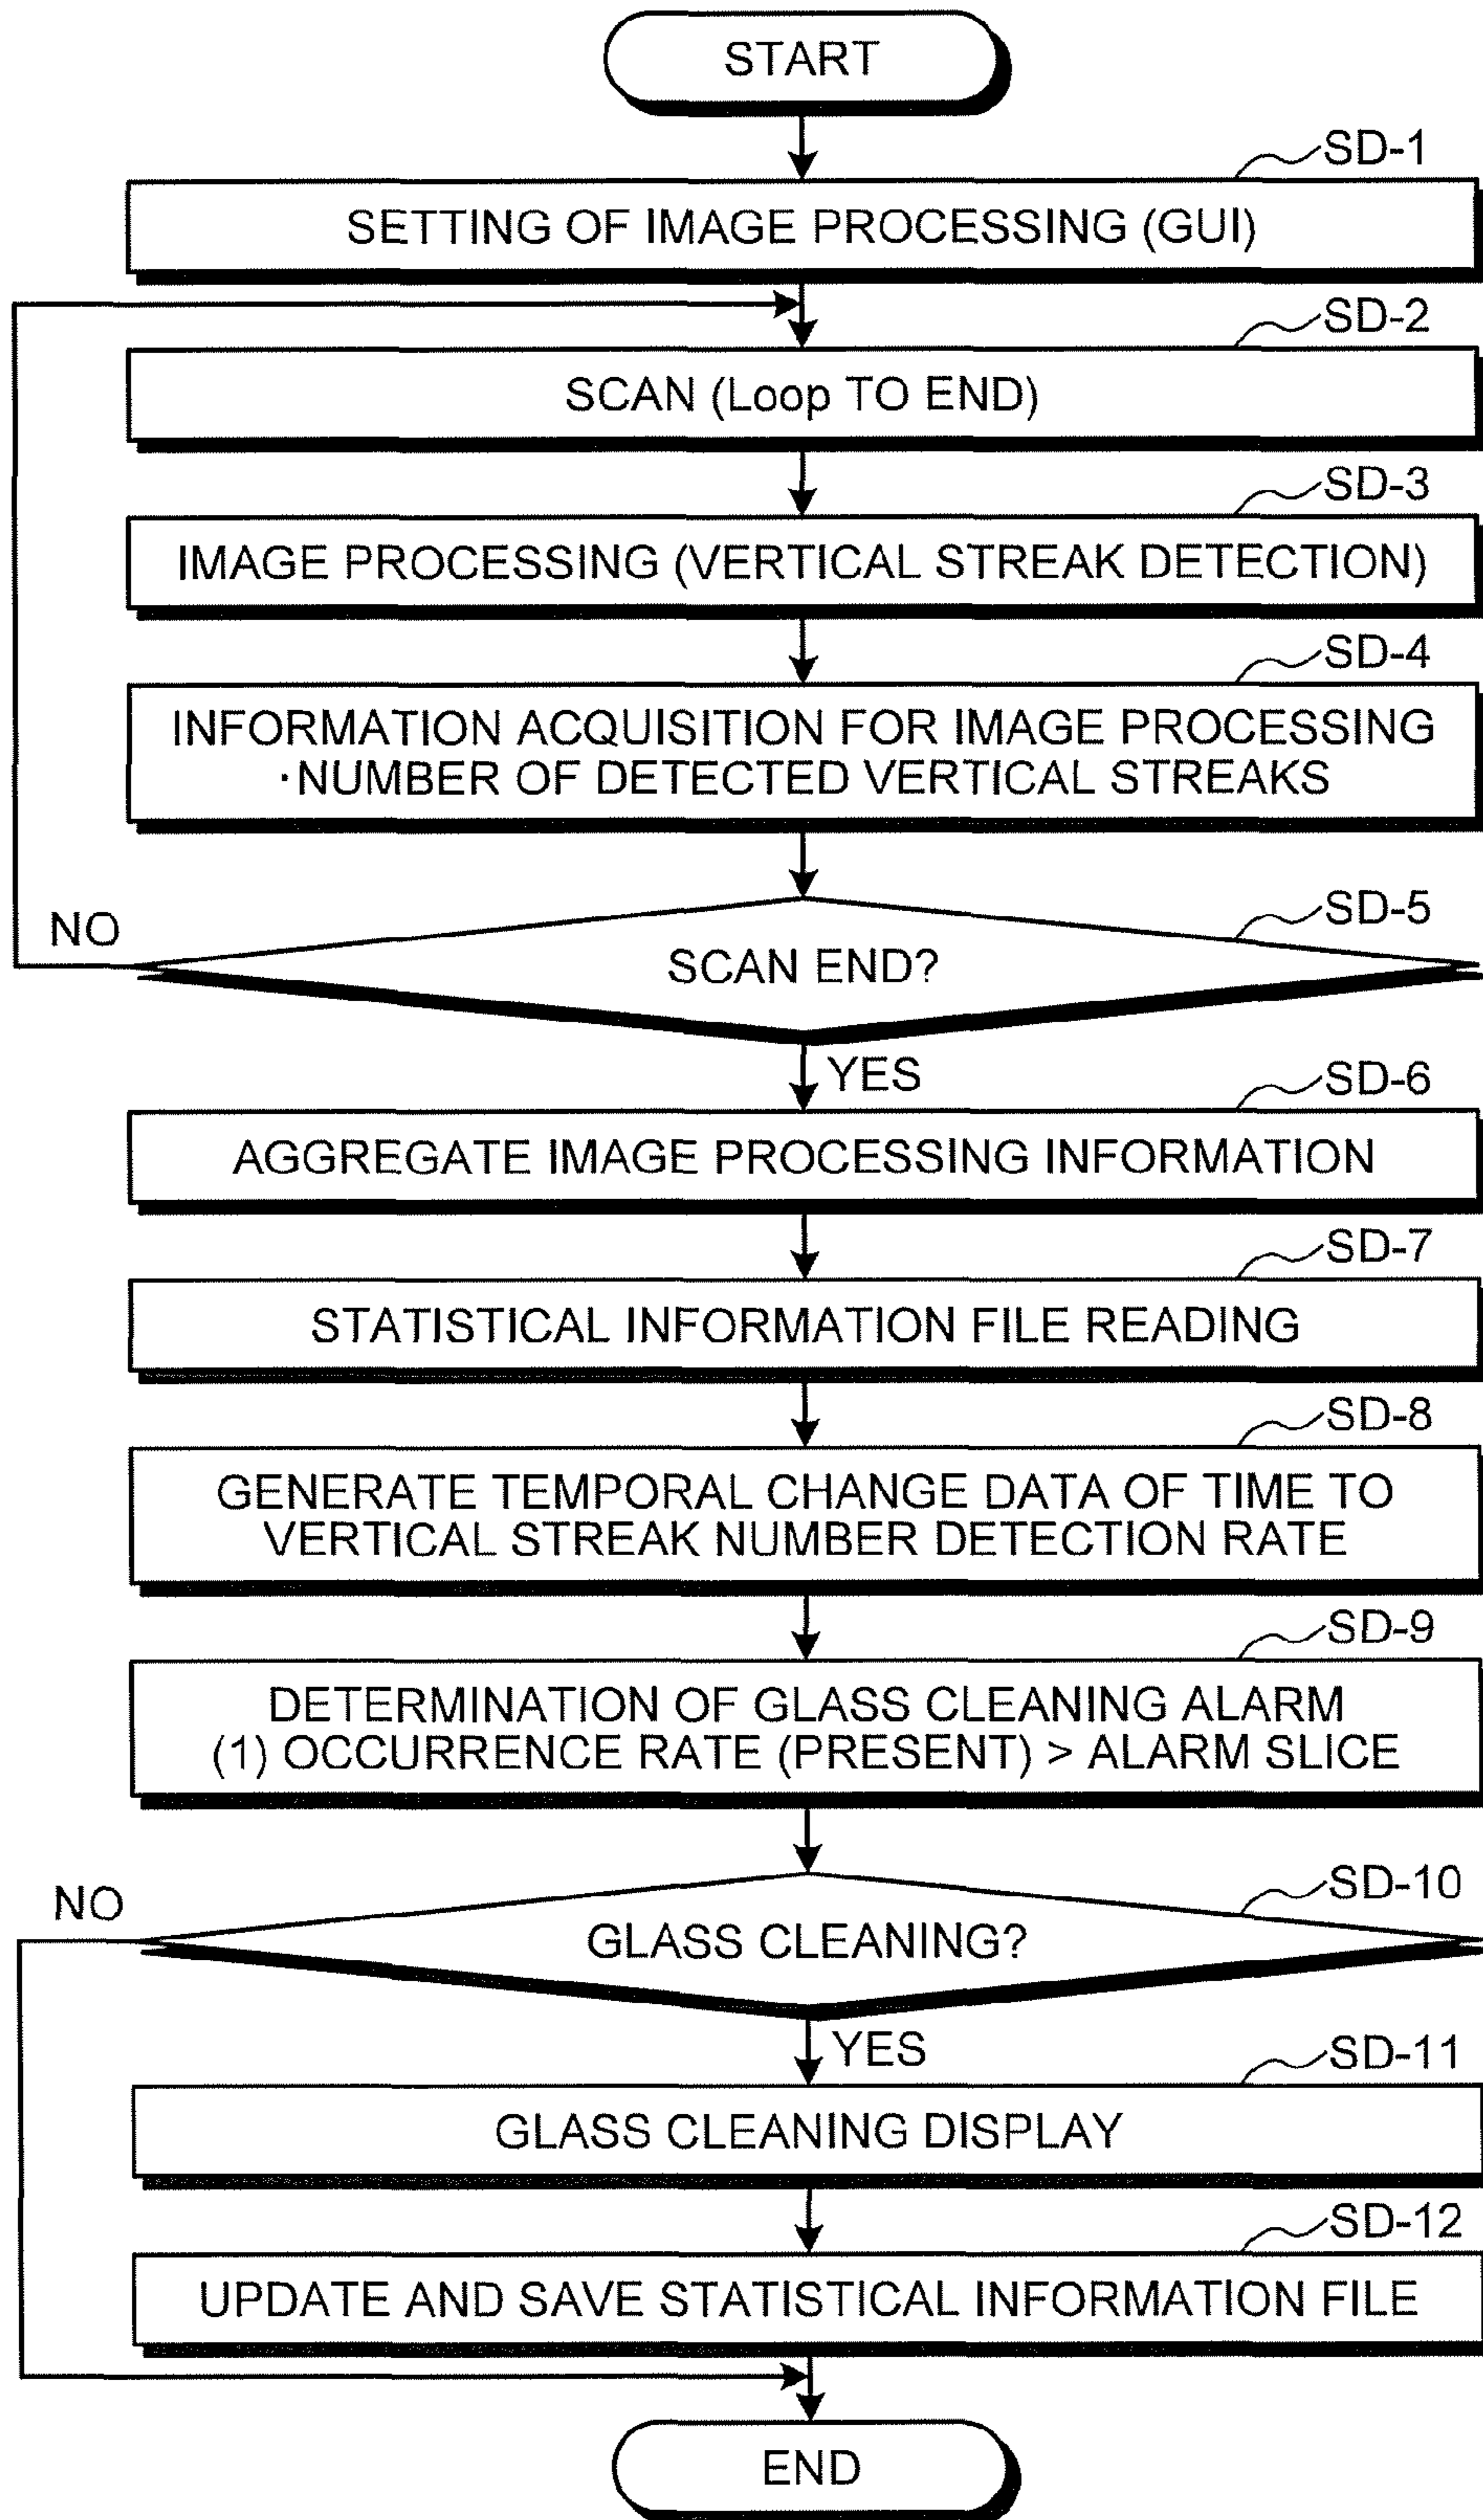 START
SD-1
SETTING OF IMAGE PROCESSING (GUI)
SD-2
SCAN (Loop TO END)
SD-3
IMAGE PROCESSING (VERTICAL STREAK DETECTION)
SD-4
INFORMATION ACQUISITION FOR IMAGE PROCESSING
·NUMBER OF DETECTED VERTICAL STREAKS
SD-5
NO
SCAN END?
YES
SD-6
AGGREGATE IMAGE PROCESSING INFORMATION
SD-7
STATISTICAL INFORMATION FILE READING
SD-8
GENERATE TEMPORAL CHANGE DATA OF TIME TO
VERTICAL STREAK NUMBER DETECTION RATE
SD-9
DETERMINATION OF GLASS CLEANING ALARM
(1) OCCURRENCE RATE (PRESENT) > ALARM SLICE
SD-10
NO
GLASS CLEANING?
YES
SD-11
GLASS CLEANING DISPLAY
SD-12
UPDATE AND SAVE STATISTICAL INFORMATION FILE
END